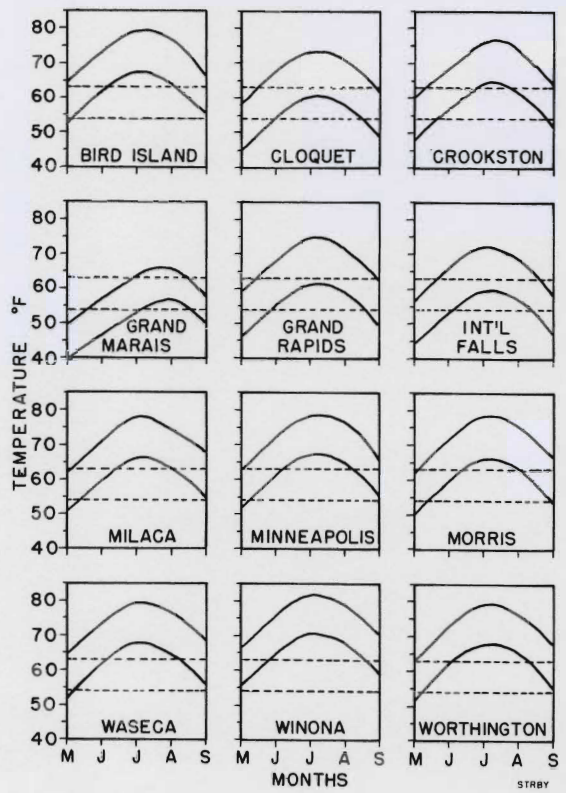 80
70
60
50
40
BIRD ISLAND
CLOQUET
CROOKSTON
80
70
60
50
40
GRAND
MARAIS
GRAND
RAPIDS
INT'L
FALLS
TEMPERATURE °F
80
70
60
50
40
MILACA
MINNEAPOLIS
MORRIS
80
70
60
50
40
WASECA
WINONA
WORTHINGTON
M J J A S
M J J A S
M J J A S
MONTHS
STRBY